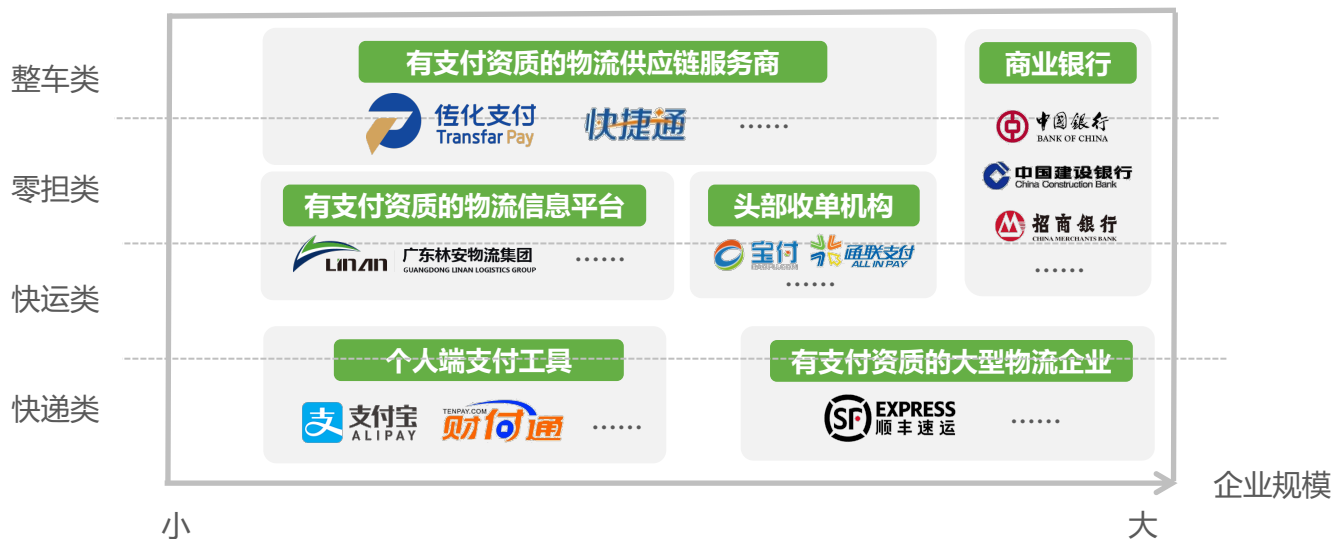 整车类
零担类
快运类
快递类
有支付资质的物流供应链服务商
传化支付
Transfar Pay
快捷通
······
商业银行
中国银行
BANK OF CHINA
中国建设银行
China Construction Bank
招商银行
CHINA MERCHANTS BANK
······
有支付资质的物流信息平台
LINAN
广东林安物流集团
GUANGDONG LINAN LOGISTICS GROUP
······
头部收单机构
宝付
BAOFU.COM
通联支付
ALL IN PAY
······
个人端支付工具
支
支付宝
ALIPAY
TENPAY.COM
财付通
······
有支付资质的大型物流企业
SF
EXPRESS
顺丰速运
······
企业规模
小
大